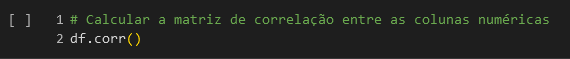 [ ] 1 # Calcular a matriz de correlação entre as colunas numéricas
2 df.corr()